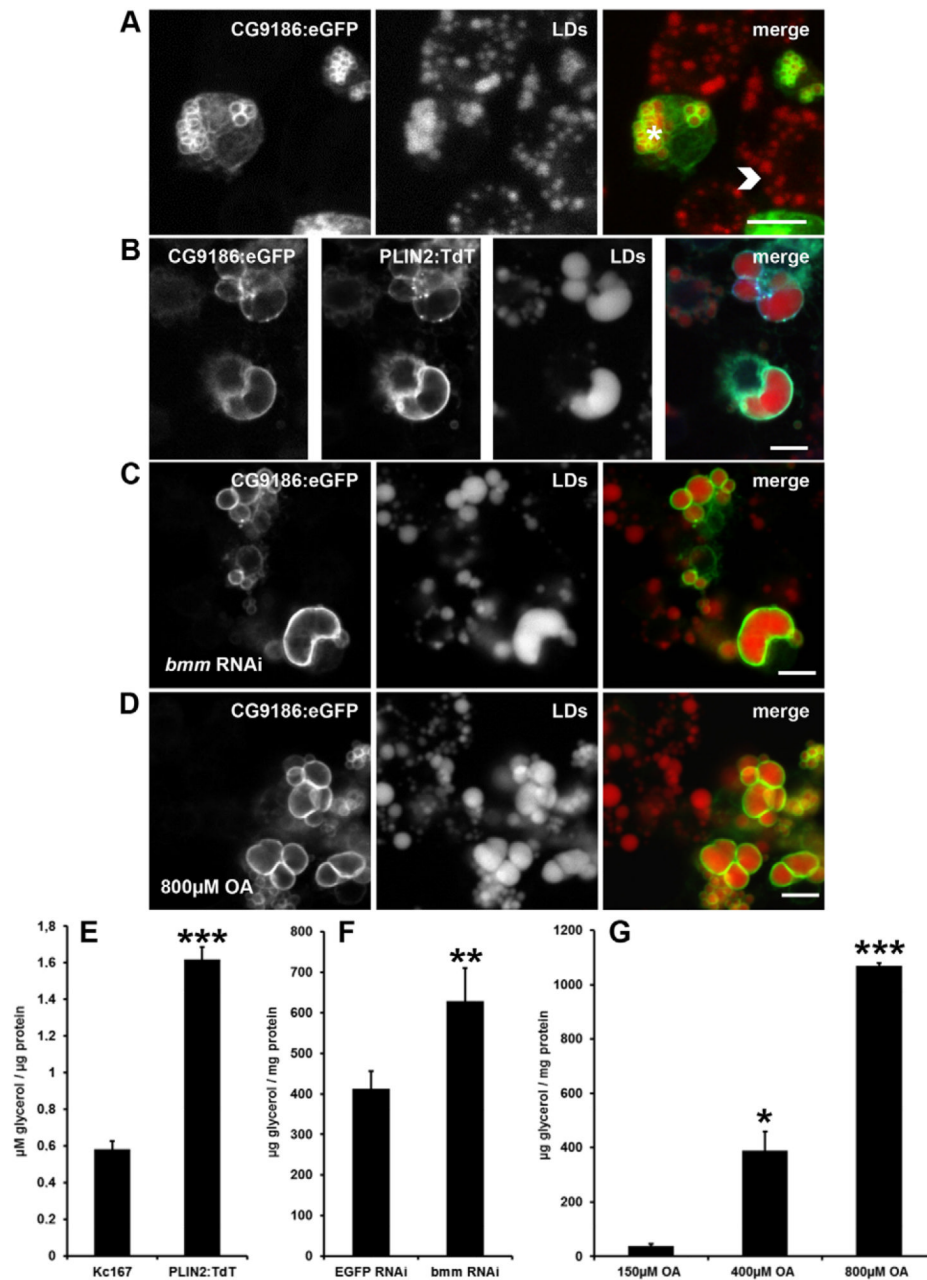 A CG9186:eGFP LDs merge
*
B CG9186:eGFP PLIN2:TdT LDs merge
C CG9186:eGFP LDs merge
bmm RNAi
D CG9186:eGFP LDs merge
800µM OA
E
µM glycerol / µg protein
1.8
1.6
1.4
1.2
1
0.8
0.6
0.4
0.2
0
***
Kc167 PLIN2:TdT
F
µg glycerol / mg protein
800
700
600
500
400
300
200
100
0
**
EGFP RNAi bmm RNAi
G
µg glycerol / mg protein
1200
1000
800
600
400
200
0
*
***
150µM OA 400µM OA 800µM OA